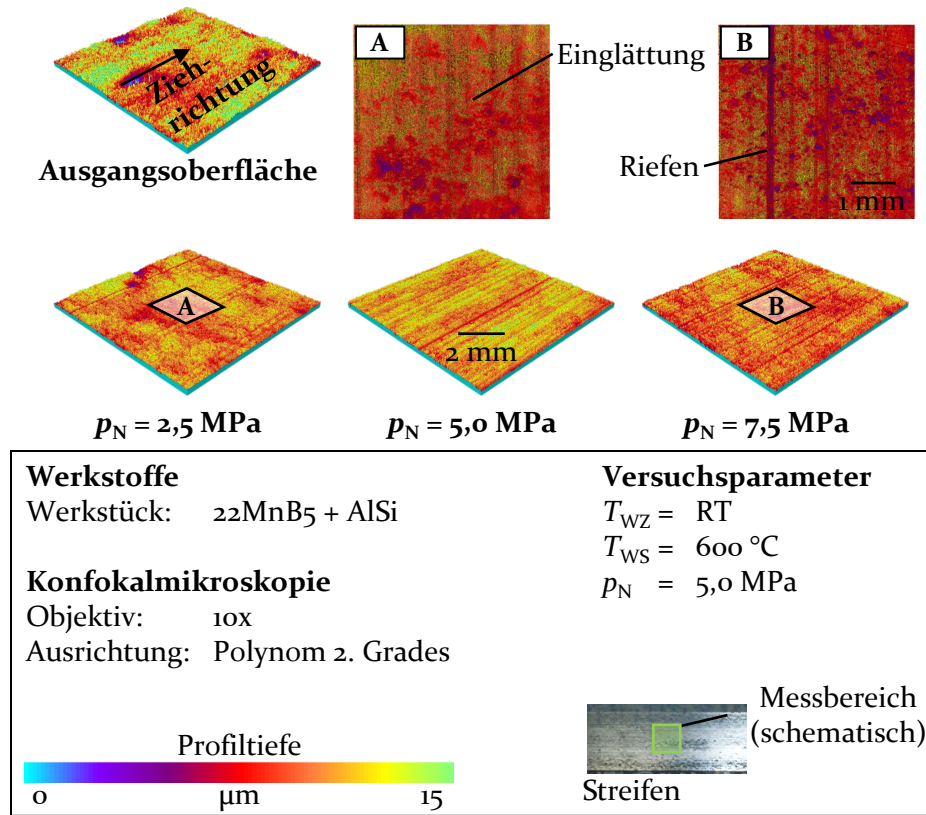 Zieh-
richtung
Ausgangsoberfläche
A
Einglättung
B
Riefen
1 mm
A
2 mm
B
p_N = 2,5 MPa
p_N = 5,0 MPa
p_N = 7,5 MPa
Werkstoffe
Werkstück: 22MnB5 + AlSi
Konfokalmikroskopie
Objektiv: 10x
Ausrichtung: Polynom 2. Grades
Versuchsparameter
T_WZ = RT
T_WS = 600 °C
p_N = 5,0 MPa
Profiltiefe
0 µm 15
Messbereich
(schematisch)
Streifen